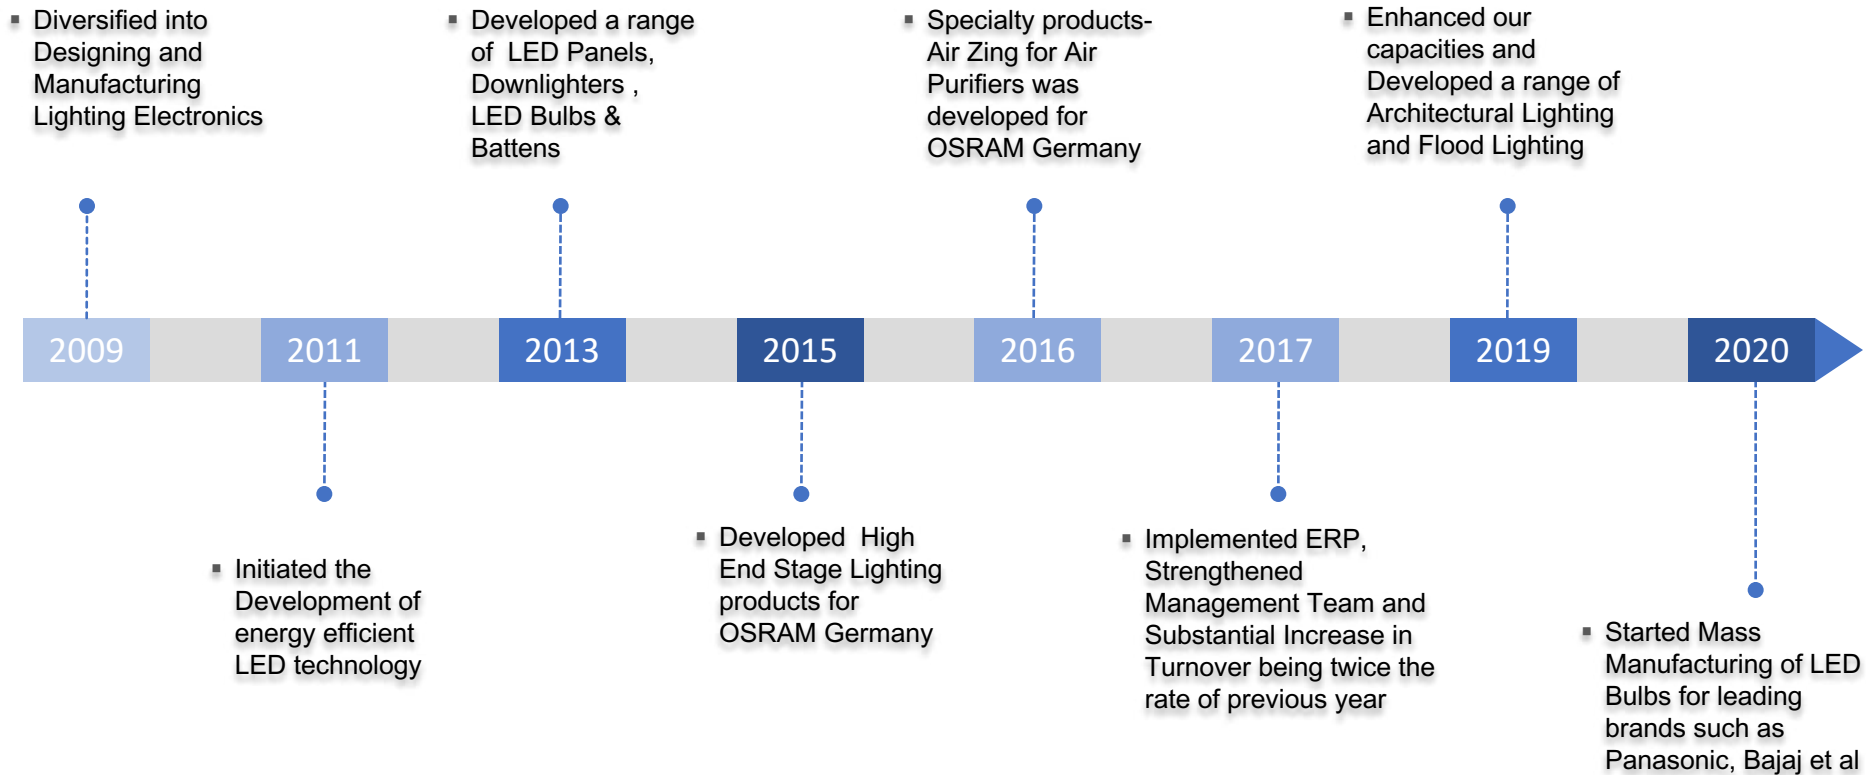 ▪ Diversified into
Designing and
Manufacturing
Lighting Electronics
▪ Developed a range
of LED Panels,
Downlighters ,
LED Bulbs &
Battens
▪ Specialty products-
Air Zing for Air
Purifiers was
developed for
OSRAM Germany
▪ Enhanced our
capacities and
Developed a range of
Architectural Lighting
and Flood Lighting
2009
2011
2013
2015
2016
2017
2019
2020
▪ Initiated the
Development of
energy efficient
LED technology
▪ Developed High
End Stage Lighting
products for
OSRAM Germany
▪ Implemented ERP,
Strengthened
Management Team and
Substantial Increase in
Turnover being twice the
rate of previous year
▪ Started Mass
Manufacturing of LED
Bulbs for leading
brands such as
Panasonic, Bajaj et al